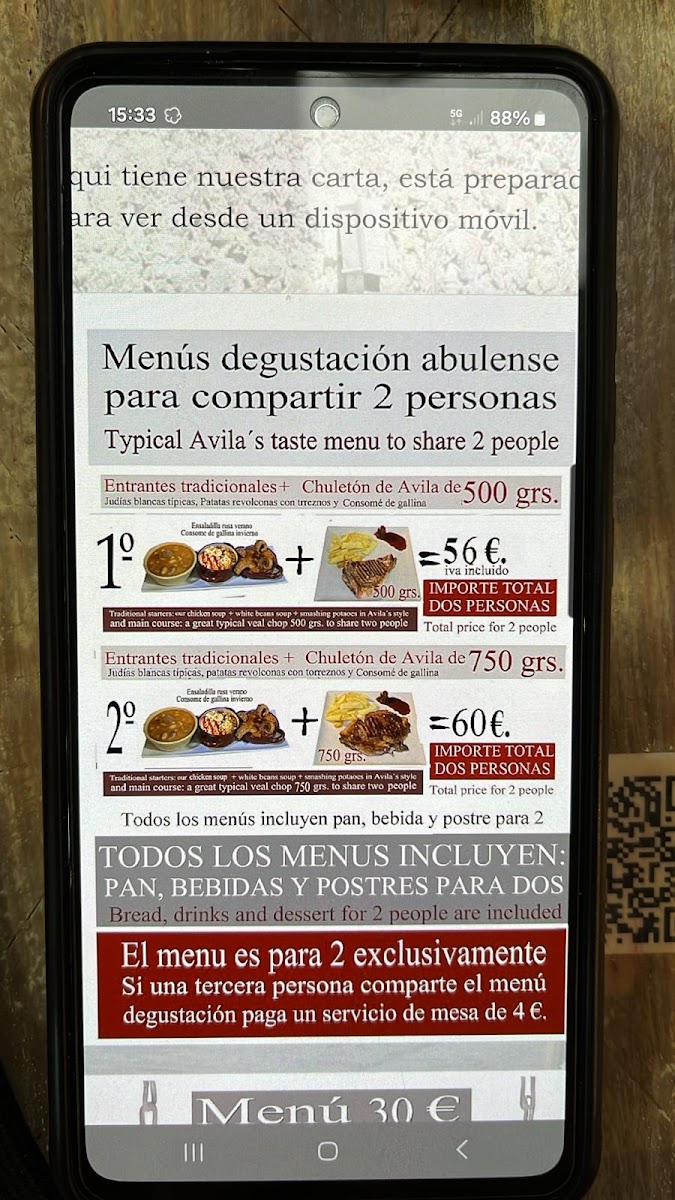 15:33
5G 88%
qui tiene nuestra carta, está preparad
ara ver desde un dispositivo móvil.
Menús degustación abulense
para compartir 2 personas
Typical Avila´s taste menu to share 2 people
Entrantes tradicionales+ Chuletón de Avila de 500 grs.
Judías blancas típicas, Patatas revolconas con trreznos y Consomé de gallina
Ensaladilla rusa verano
Consome de gallina invierno
1º + =56 €.
iva incluido
500 grs.
IMPORTE TOTAL
DOS PERSONAS
Traditional starters: our chicken soup + white beans soup + smashing potaoes in Avila's style
and main course: a great typical veal chop 500 grs. to share two people
Total price for 2 people
Entrantes tradicionales + Chuletón de Avila de 750 grs.
Judías blancas típicas, patatas revolconas con torreznos y Consomé de gallina
Ensaladilla rusa verano
Consome de gallina invierno
2º + =60€.
750 grs.
IMPORTE TOTAL
DOS PERSONAS
Traditional starters: our chicken soup + white beans soup + smashing potaoes in Avila's style
and main course: a great typical veal chop 750 grs. to share two people
Total price for 2 people
Todos los menús incluyen pan, bebida y postre para 2
TODOS LOS MENUS INCLUYEN:
PAN, BEBIDAS Y POSTRES PARA DOS
Bread, drinks and dessert for 2 people are included
El menu es para 2 exclusivamente
Si una tercera persona comparte el menú
degustación paga un servicio de mesa de 4 €.
Menú 30 €